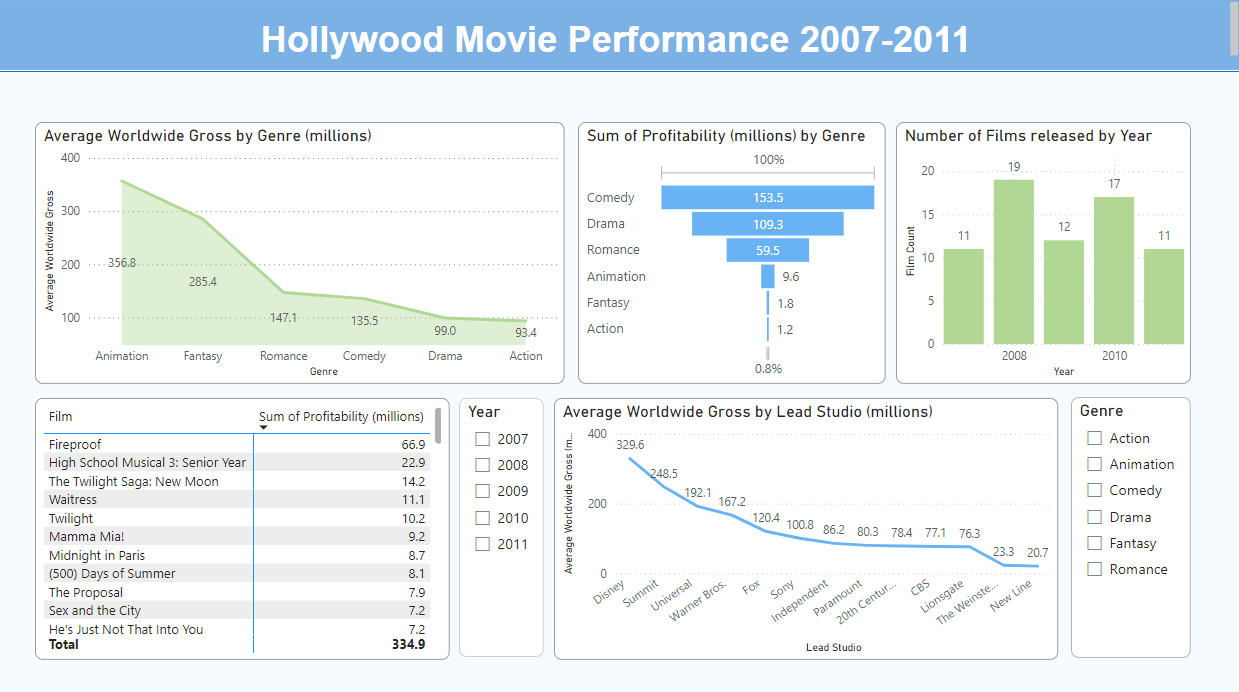 Hollywood Movie Performance 2007-2011
Average Worldwide Gross by Genre (millions)
400
300
200
100
Average Worldwide Gross
356.8
285.4
147.1
135.5
99.0
93.4
Animation
Fantasy
Romance
Comedy
Drama
Action
Genre
Sum of Profitability (millions) by Genre
100%
Comedy 153.5
Drama 109.3
Romance 59.5
Animation 9.6
Fantasy 1.8
Action 1.2
0.8%
Number of Films released by Year
20
15
10
5
0
Film Count
11
19
12
17
11
2008
2010
Year
Film Sum of Profitability (millions)
Fireproof 66.9
High School Musical 3: Senior Year 22.9
The Twilight Saga: New Moon 14.2
Waitress 11.1
Twilight 10.2
Mamma Mia! 9.2
Midnight in Paris 8.7
(500) Days of Summer 8.1
The Proposal 7.9
Sex and the City 7.2
He's Just Not That Into You 7.2
Total 334.9
Year
2007
2008
2009
2010
2011
Average Worldwide Gross by Lead Studio (millions)
400
200
0
Average Worldwide Gross (m...
329.6
248.5
192.1
167.2
120.4
100.8
86.2
80.3
78.4
77.1
76.3
23.3
20.7
Disney
Summit
Universal
Warner Bros.
Fox
Sony
Independent
Paramount
20th Centur...
CBS
Lionsgate
The Weinste...
New Line
Lead Studio
Genre
Action
Animation
Comedy
Drama
Fantasy
Romance